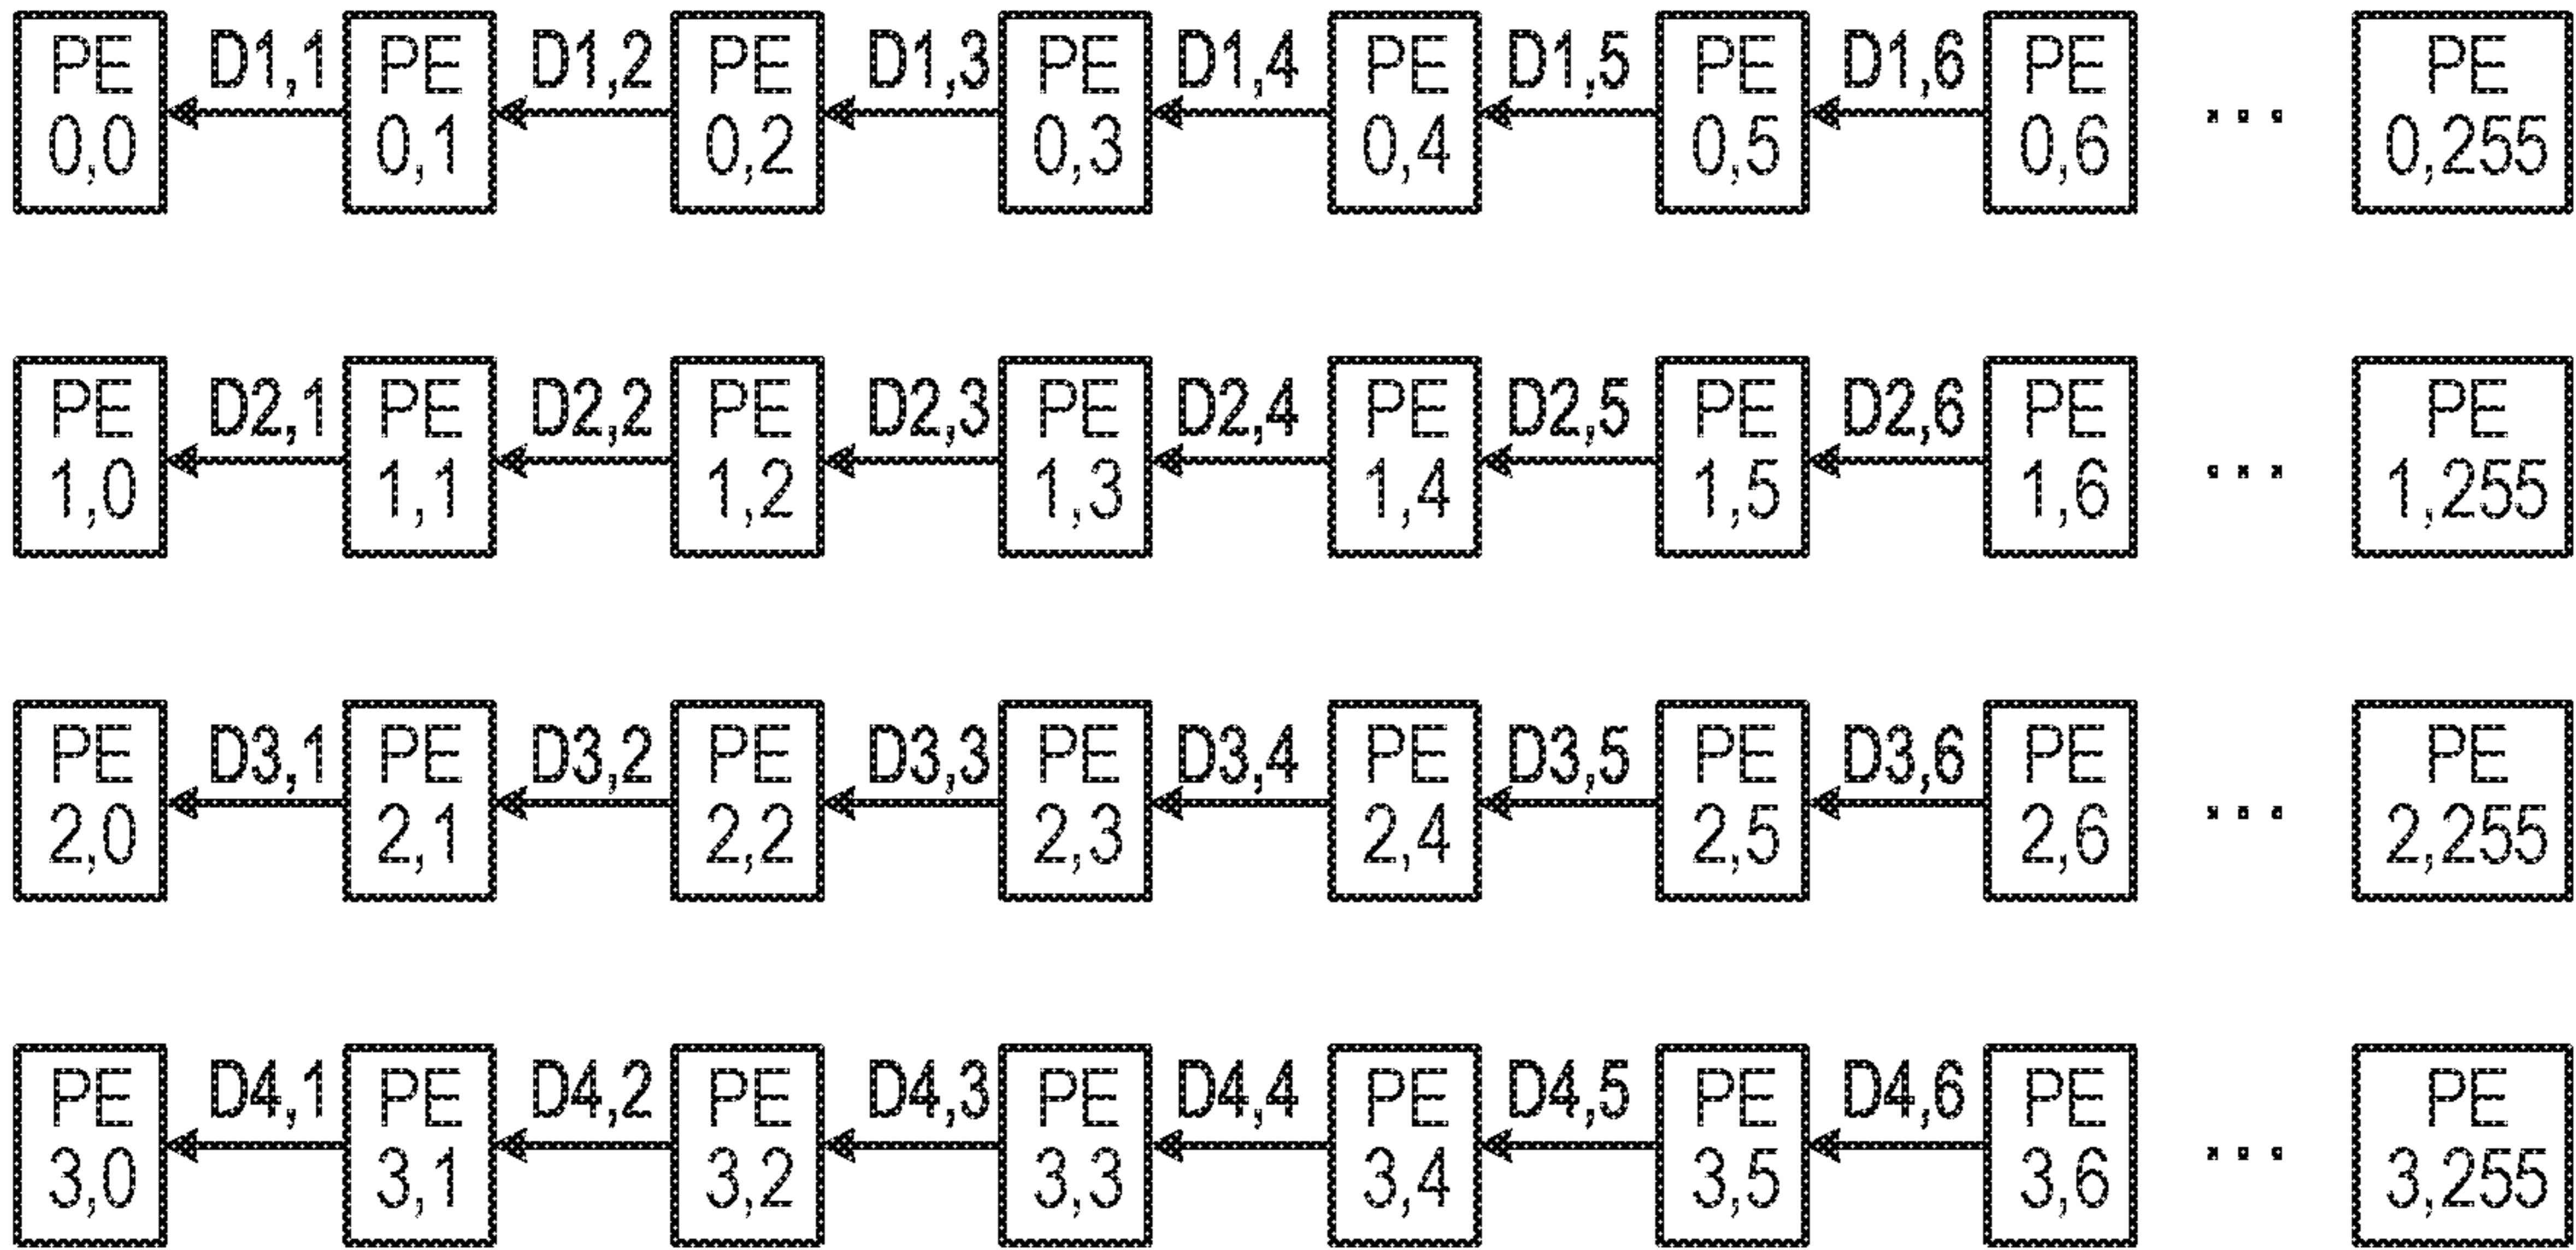 PE D1,1 PE D1,2 PE D1,3 PE D1,4 PE D1,5 PE D1,6 PE PE
0,0 0,1 0,2 0,3 0,4 0,5 0,6 ... 0,255
PE D2,1 PE D2,2 PE D2,3 PE D2,4 PE D2,5 PE D2,6 PE PE
1,0 1,1 1,2 1,3 1,4 1,5 1,6 ... 1,255
PE D3,1 PE D3,2 PE D3,3 PE D3,4 PE D3,5 PE D3,6 PE PE
2,0 2,1 2,2 2,3 2,4 2,5 2,6 ... 2,255
PE D4,1 PE D4,2 PE D4,3 PE D4,4 PE D4,5 PE D4,6 PE PE
3,0 3,1 3,2 3,3 3,4 3,5 3,6 ... 3,255